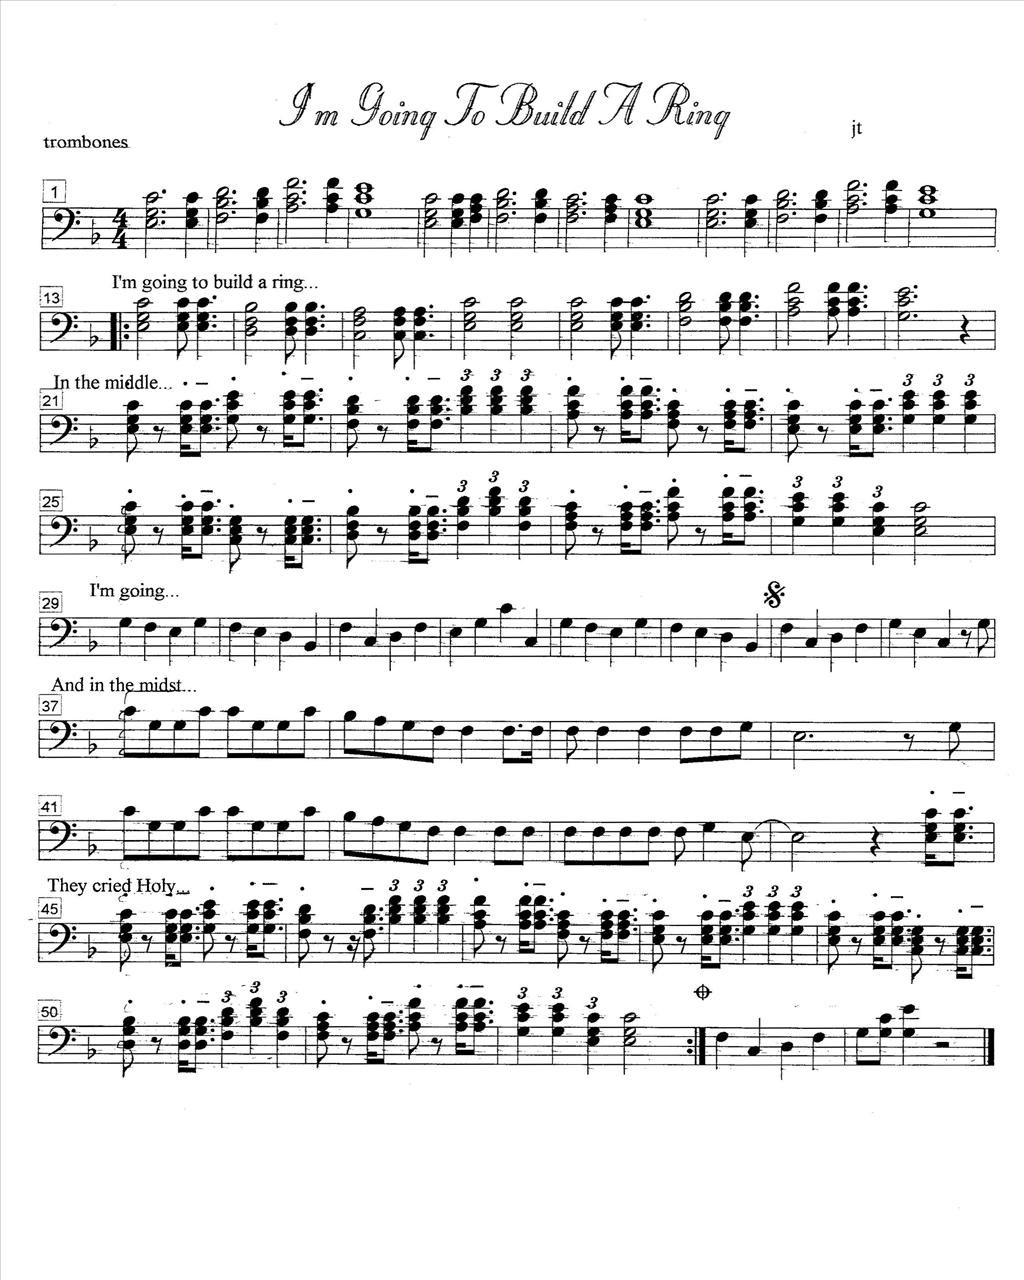 I'm Going To Build A Ring
jt
trombones
1
4
4
13
I'm going to build a ring...
In the middle...
21
3 3 3
3 3 3
25
3 3 3
3 3
I'm going...
29
And in the midst...
37
41
They cried Holy...
45
3 3 3
3 3 3
50
3 3 3
3 3